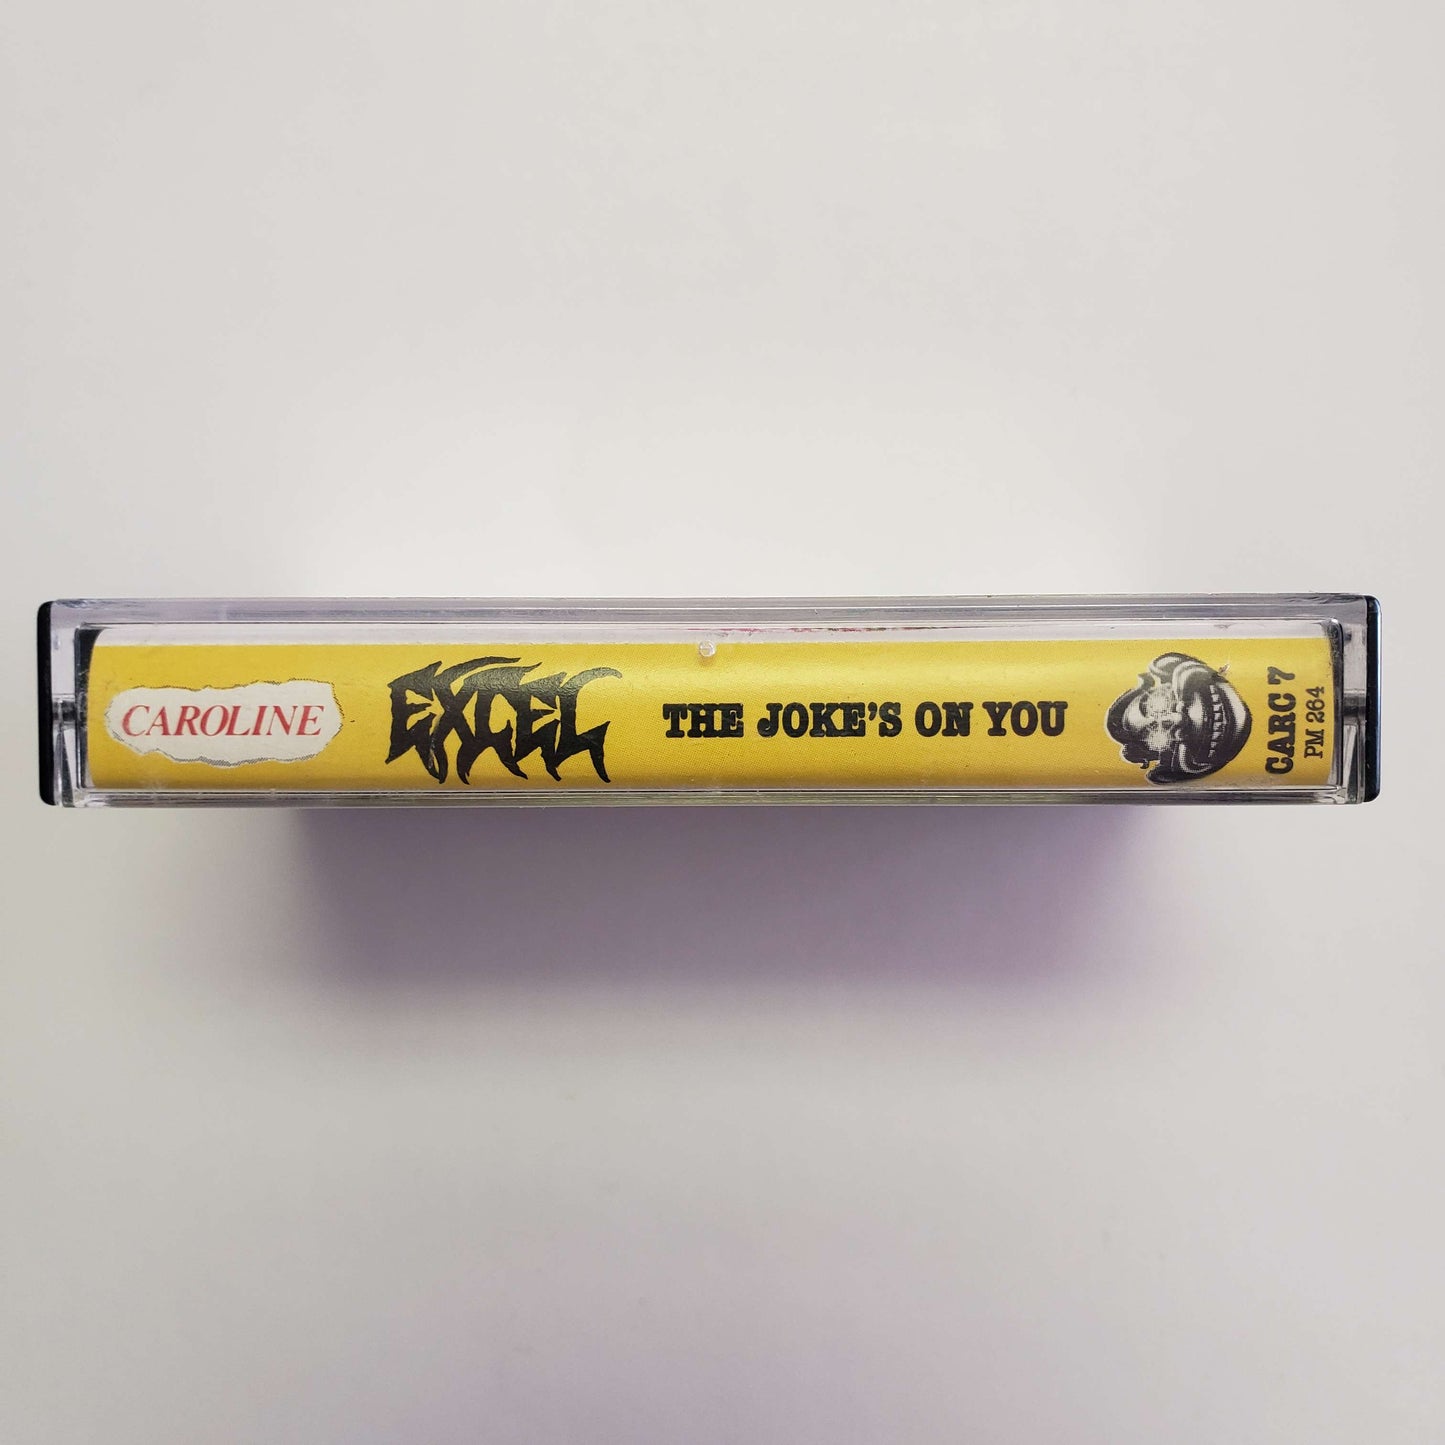 CAROLINE
EXCEL
THE JOKE'S ON YOU
CARC 7
PM 264